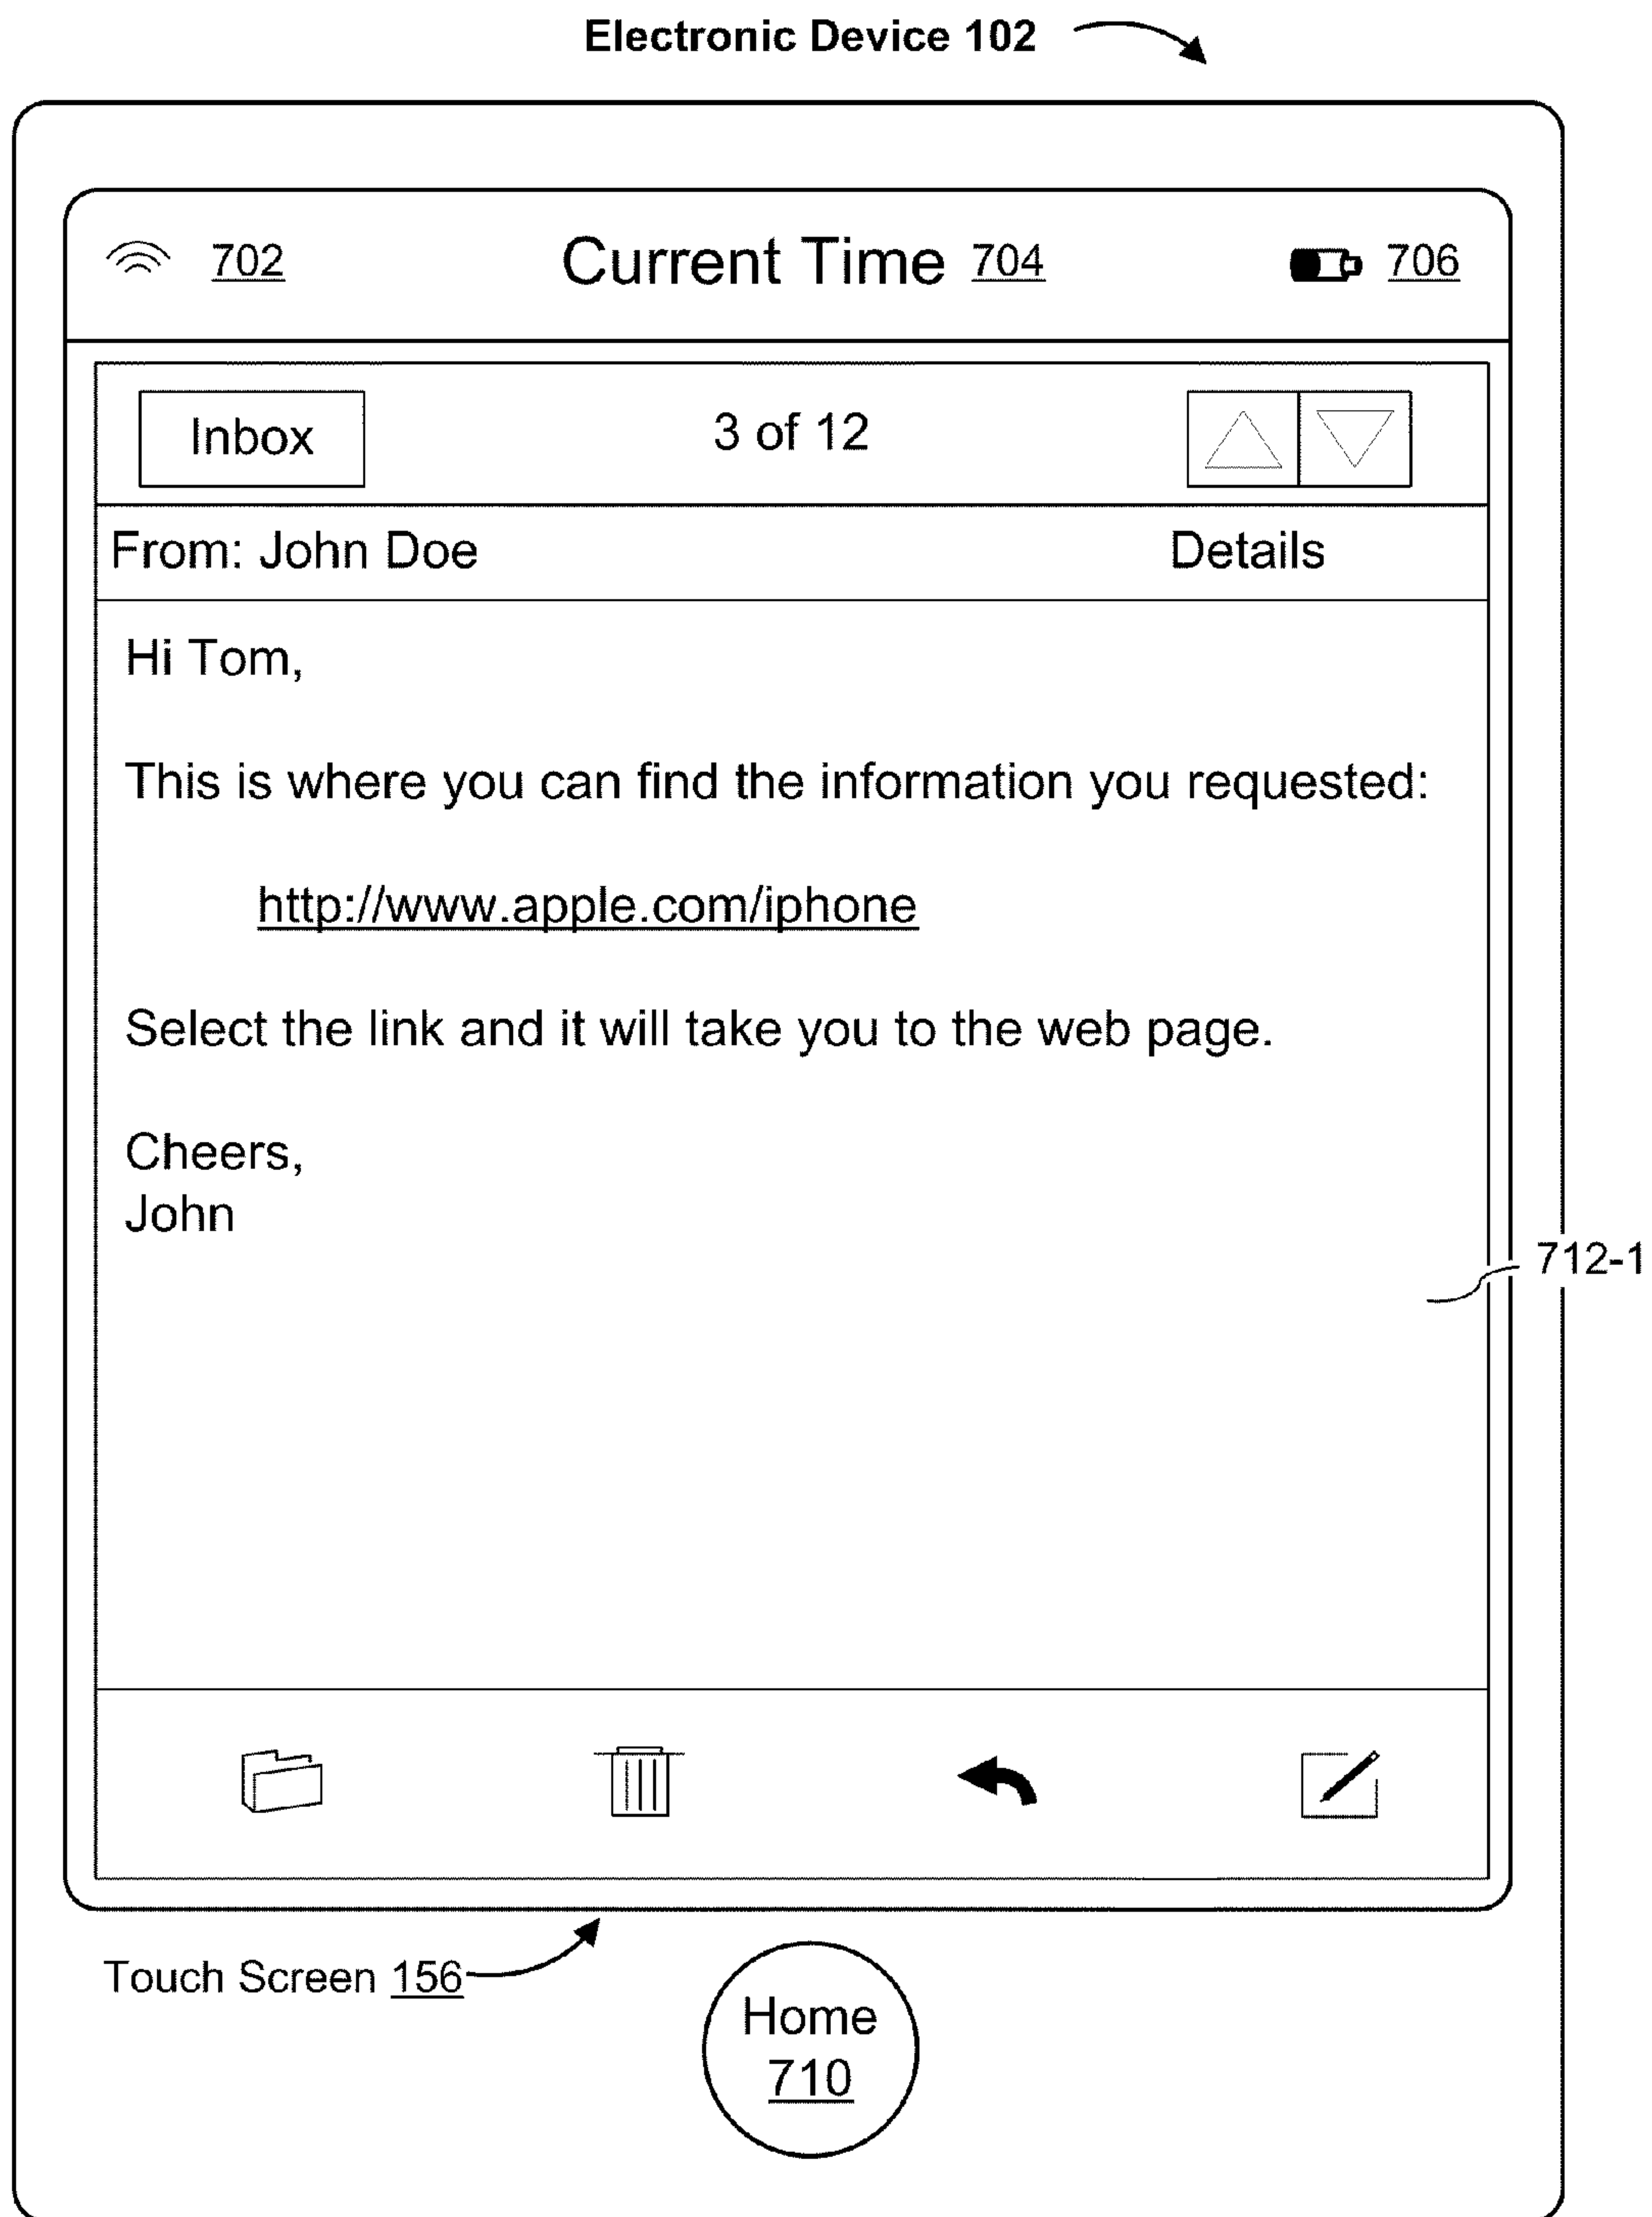 Electronic Device 102
702 Current Time 704 706
Inbox 3 of 12
From: John Doe Details
Hi Tom,
This is where you can find the information you requested:
http://www.apple.com/iphone
Select the link and it will take you to the web page.
Cheers,
John
712-1
Touch Screen 156
Home
710